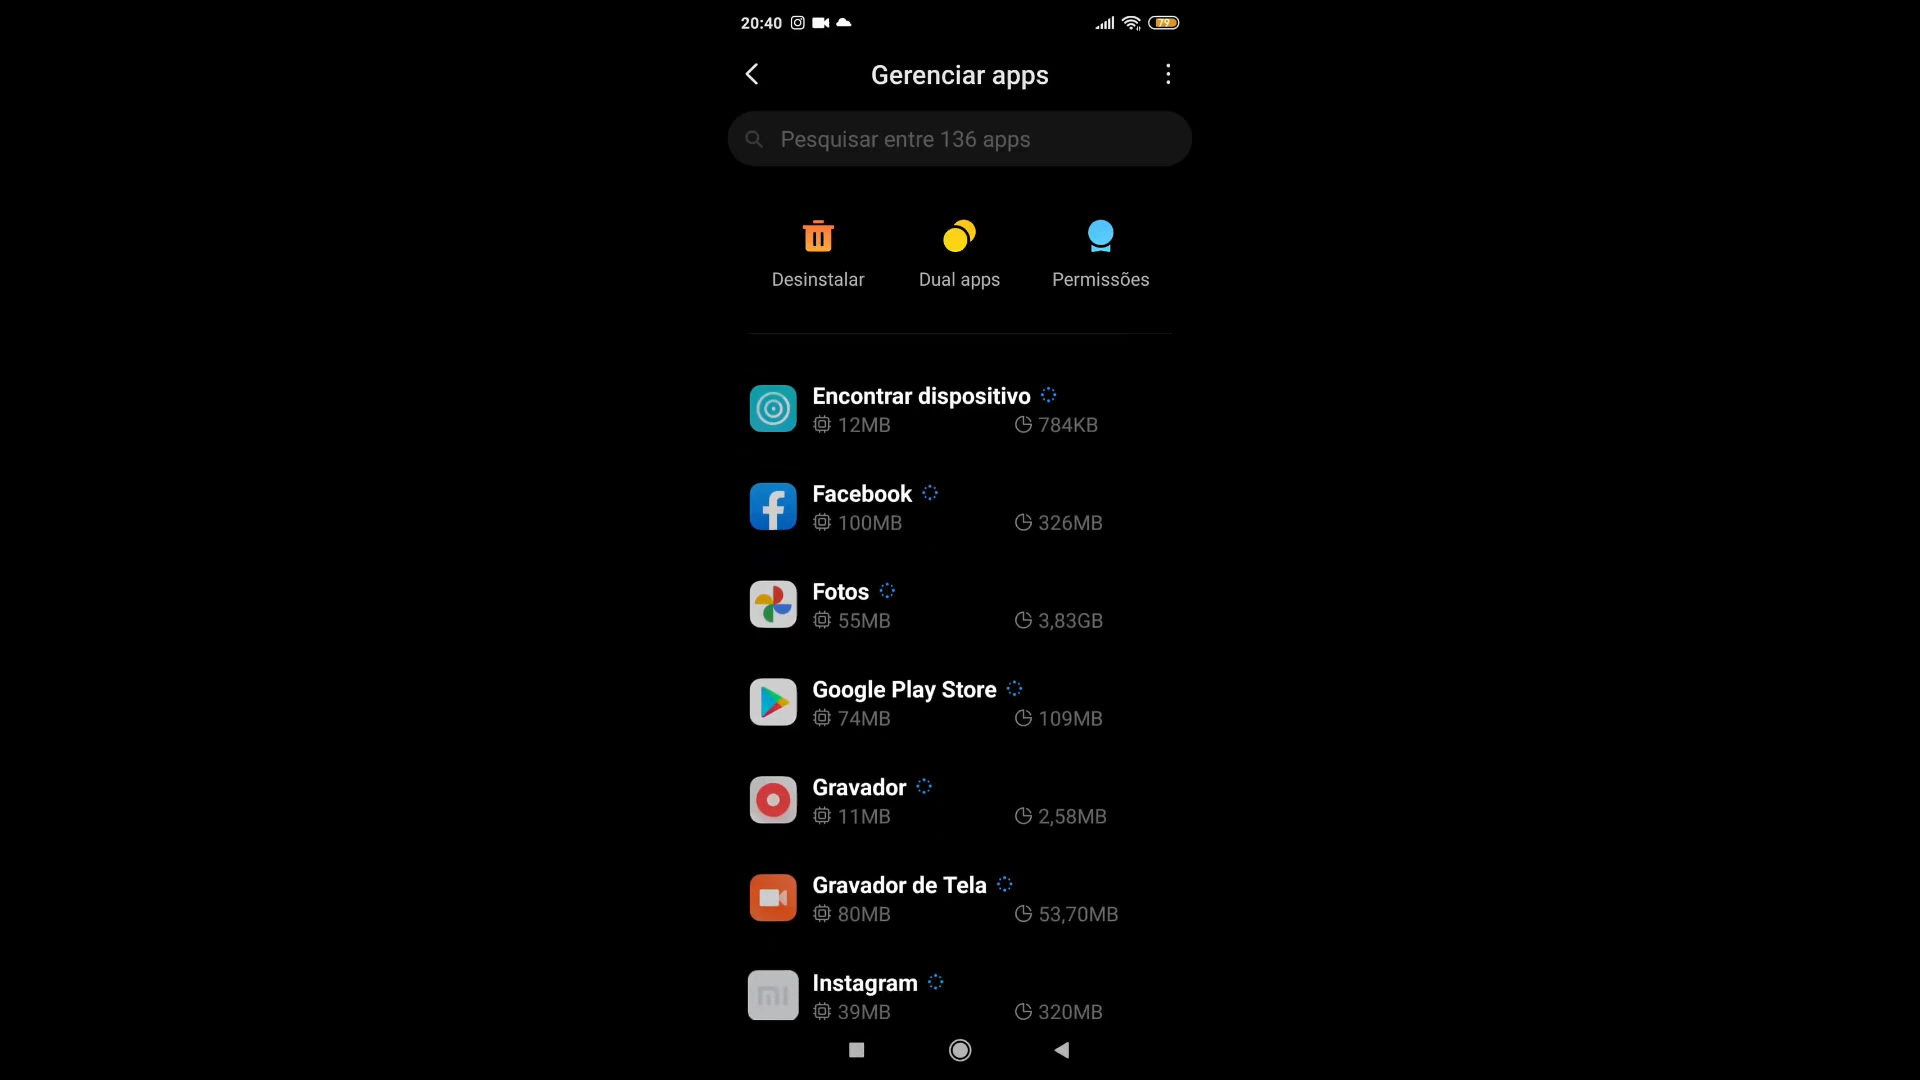 20:40
79
Gerenciar apps
Pesquisar entre 136 apps
Desinstalar Dual apps Permissões
Encontrar dispositivo
12MB 784KB
Facebook
100MB 326MB
Fotos
55MB 3,83GB
Google Play Store
74MB 109MB
Gravador
11MB 2,58MB
Gravador de Tela
80MB 53,70MB
mi
Instagram
39MB 320MB